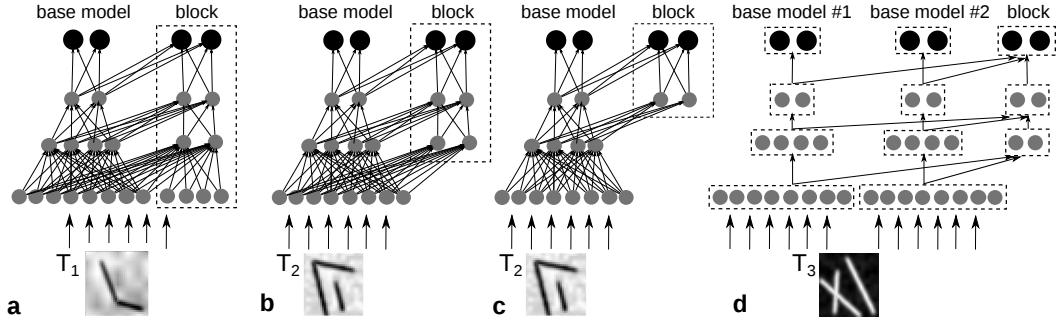 base model block base model block base model block base model #1 base model #2 block
T1 T2 T2 T3
a b c d